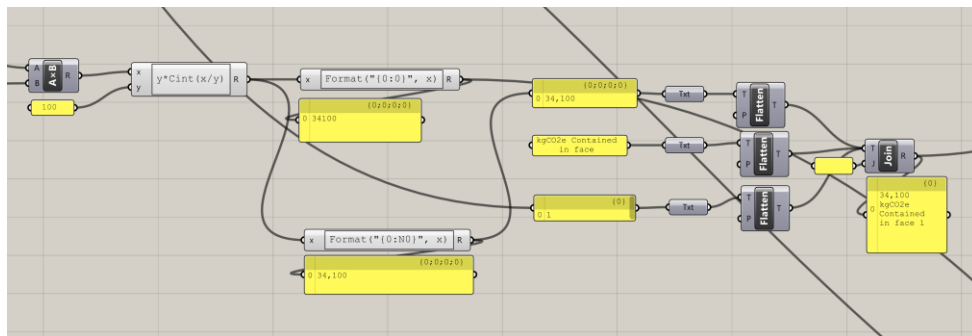 A
B
A×B
R
100
x
y
y*Cint(x/y)
R
x
Format("{0:0}", x)
R
{0;0;0;0}
0 34100
x
Format("{0:N0}", x)
R
{0;0;0;0}
0 34,100
{0;0;0;0}
0 34,100
kgCO2e Contained
in face
{0}
0 1
Txt
Txt
Txt
T
P
Flatten
T
T
P
Flatten
T
T
P
Flatten
T
T
J
Join
R
{0}
0
34,100
kgCO2e
Contained
in face 1